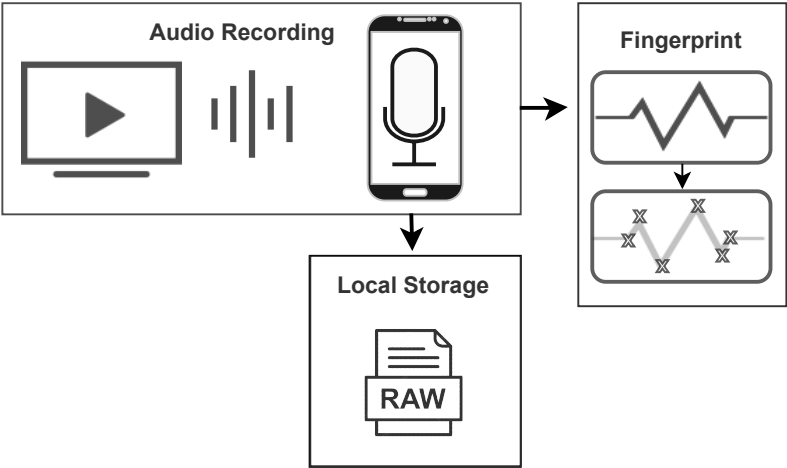 Audio Recording
Fingerprint
X
X
X
X
X
X
Local Storage
RAW